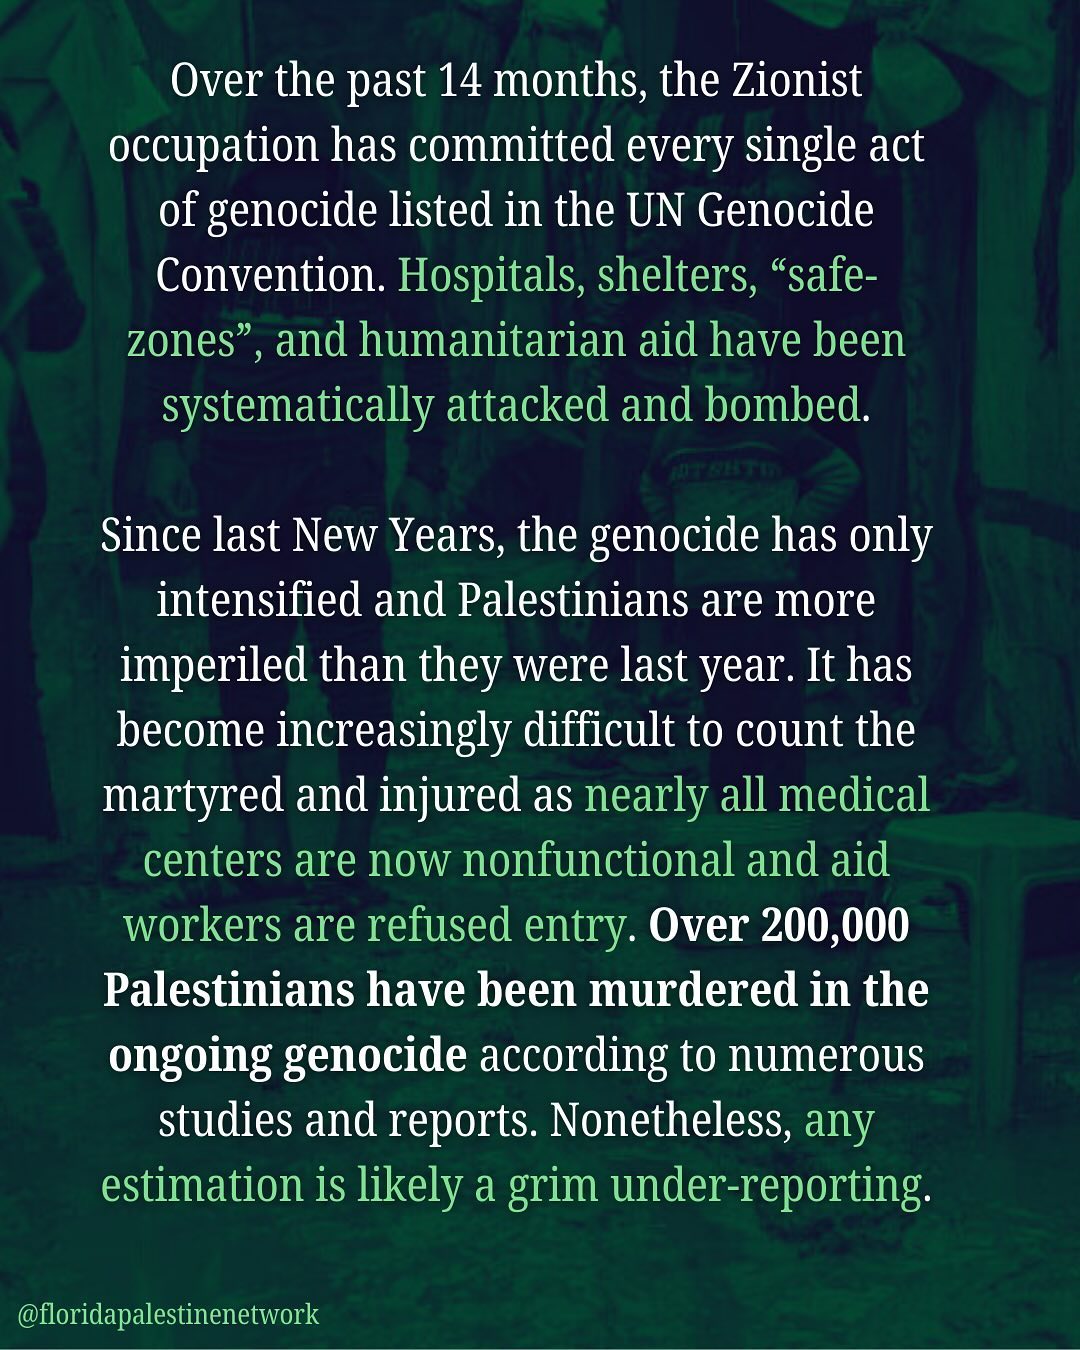 Over the past 14 months, the Zionist
occupation has committed every single act
of genocide listed in the UN Genocide
Convention. Hospitals, shelters, “safe-
zones”, and humanitarian aid have been
systematically attacked and bombed.
Since last New Years, the genocide has only
intensified and Palestinians are more
imperiled than they were last year. It has
become increasingly difficult to count the
martyred and injured as nearly all medical
centers are now nonfunctional and aid
workers are refused entry. Over 200,000
Palestinians have been murdered in the
ongoing genocide according to numerous
studies and reports. Nonetheless, any
estimation is likely a grim under-reporting.
@floridapalestinenetwork